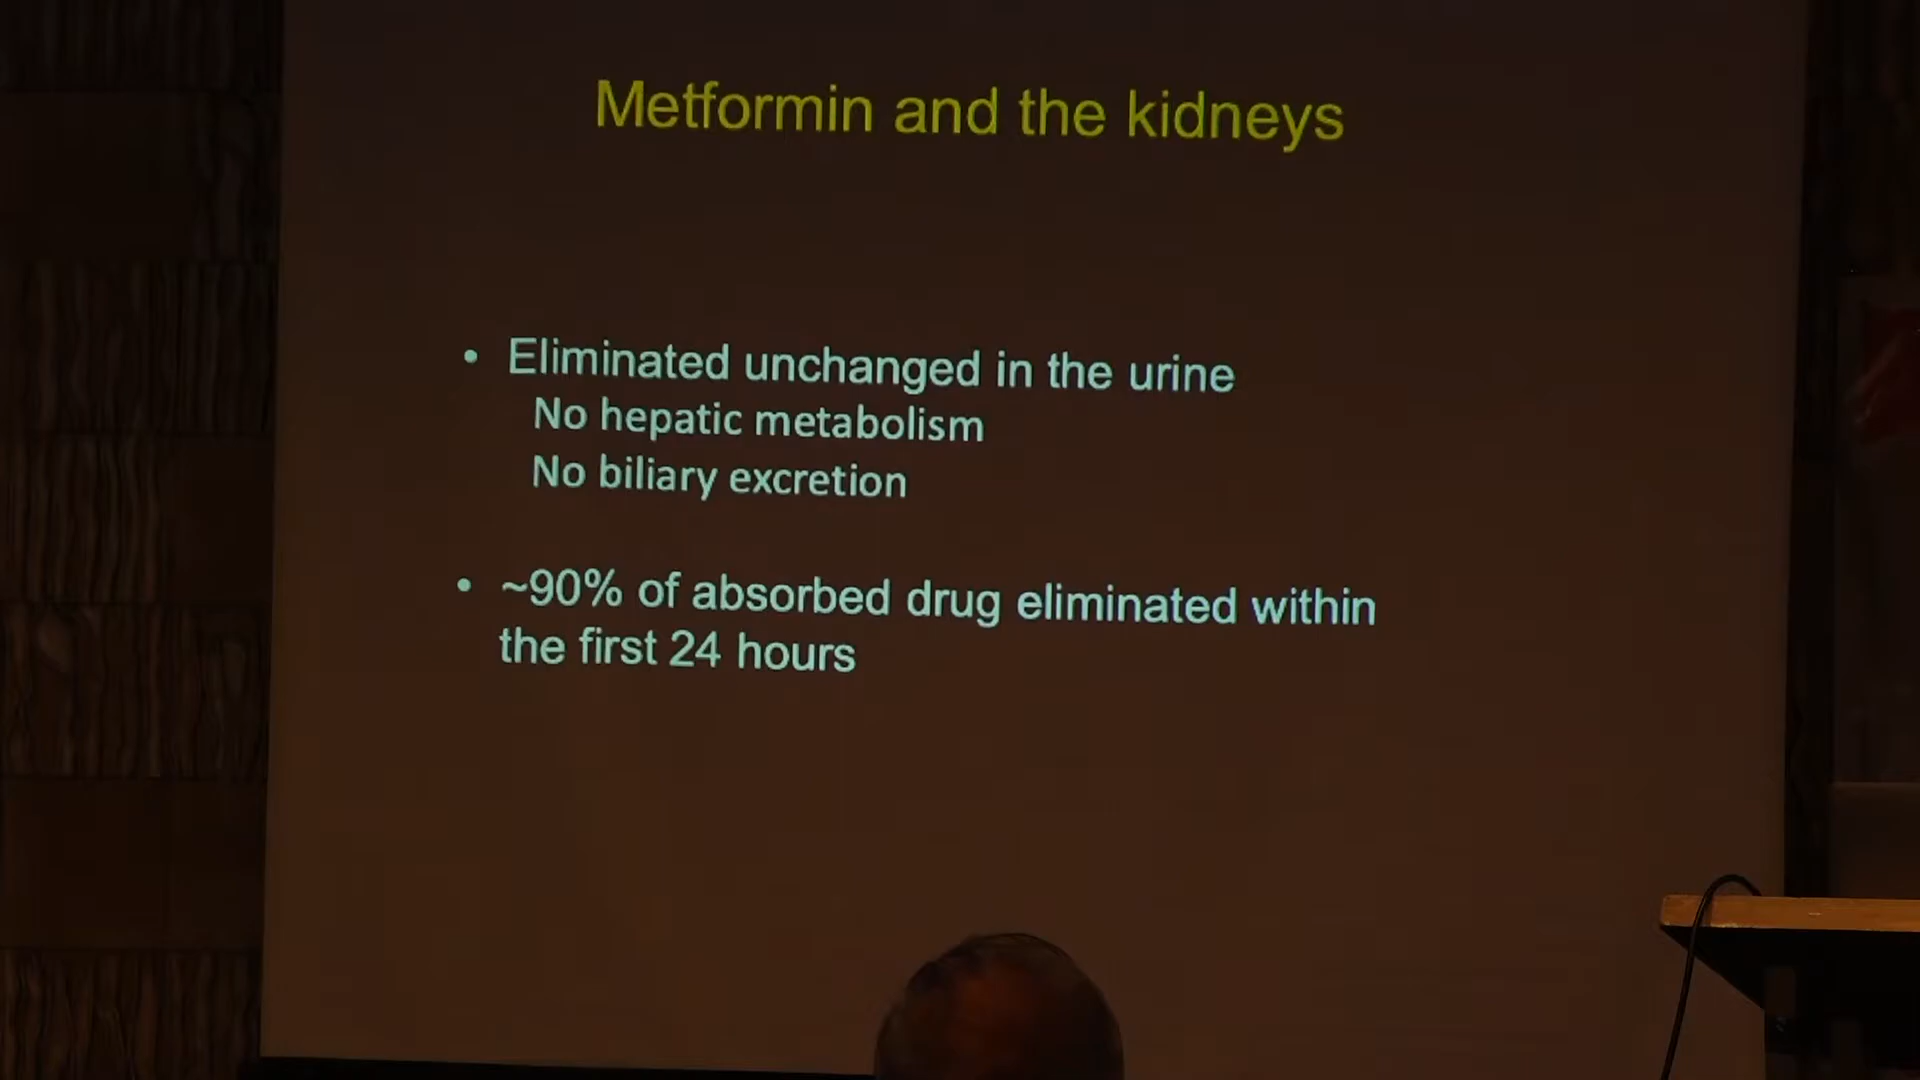 Metformin and the kidneys
• Eliminated unchanged in the urine
No hepatic metabolism
No biliary excretion
• ~90% of absorbed drug eliminated within
the first 24 hours